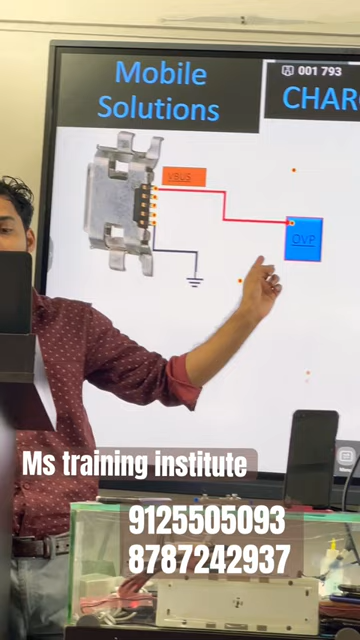 Mobile
Solutions
001 793
CHAR
VBUS
OVP
Ms training institute
9125505093
8787242937